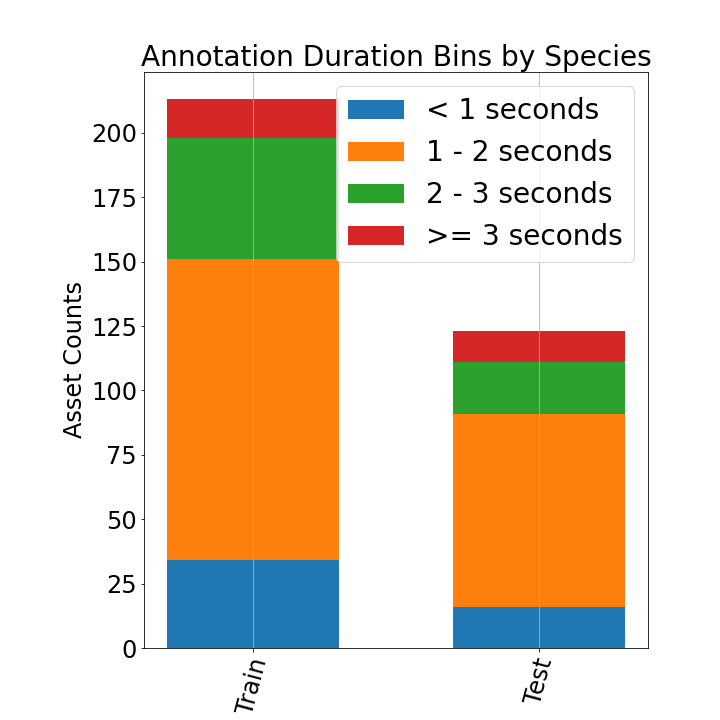 Annotation Duration Bins by Species
< 1 seconds
1 - 2 seconds
2 - 3 seconds
>= 3 seconds
Asset Counts
200
175
150
125
100
75
50
25
0
Train
Test